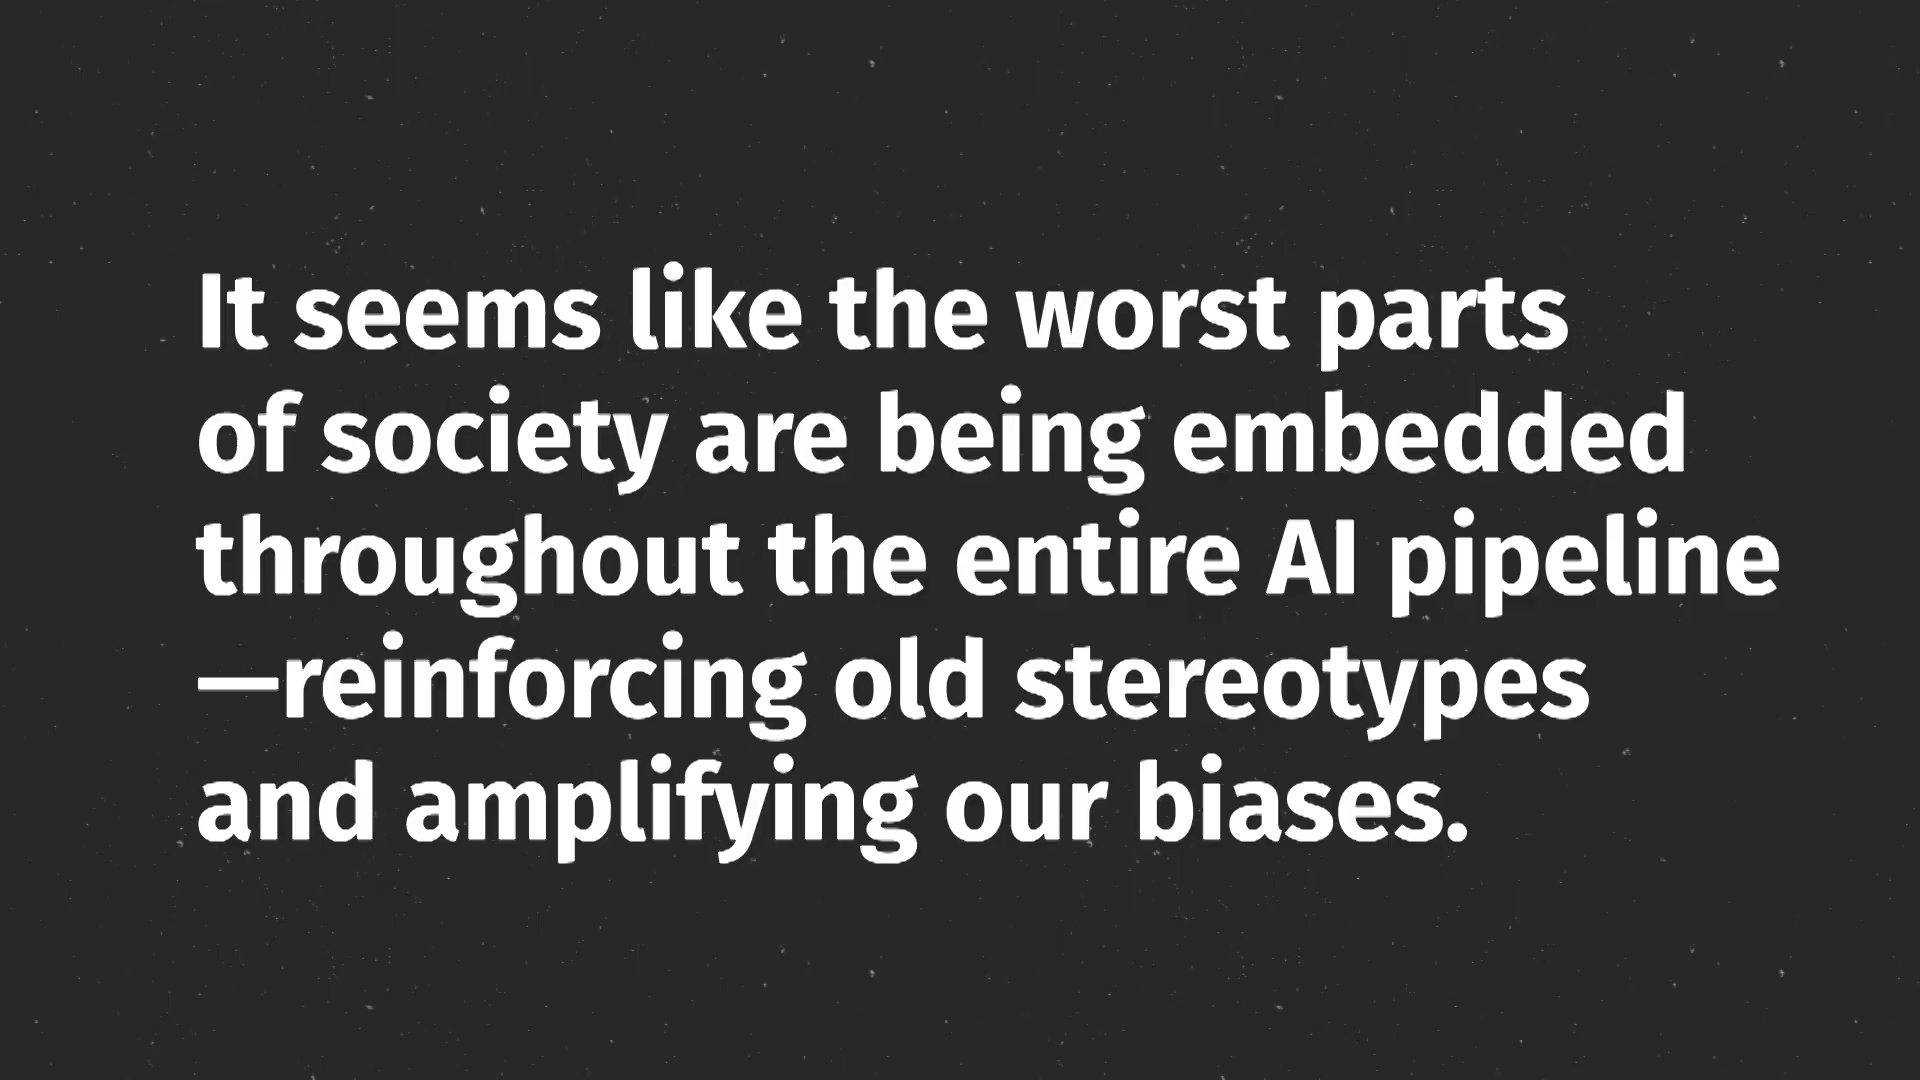 It seems like the worst parts
of society are being embedded
throughout the entire AI pipeline
—reinforcing old stereotypes
and amplifying our biases.